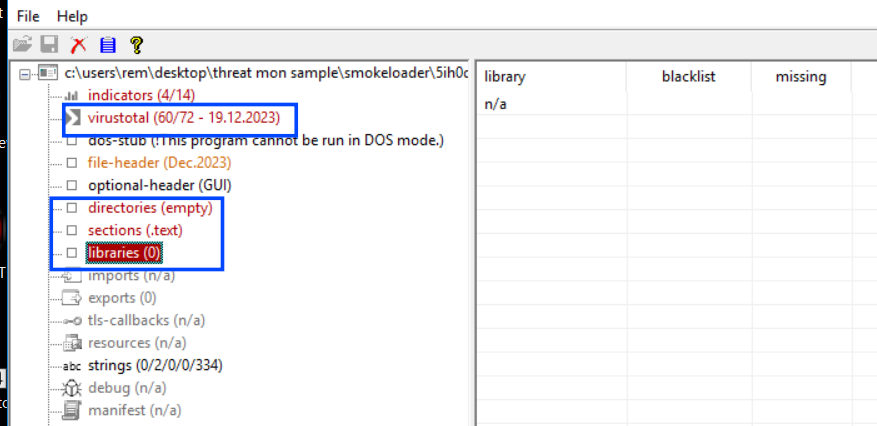 File Help
c:\users\rem\desktop\threat mon sample\smokeloader\5ih0c
indicators (4/14)
virustotal (60/72 - 19.12.2023)
dos-stub (!This program cannot be run in DOS mode.)
file-header (Dec.2023)
optional-header (GUI)
directories (empty)
sections (.text)
libraries (0)
imports (n/a)
exports (0)
tls-callbacks (n/a)
resources (n/a)
abc strings (0/2/0/0/334)
debug (n/a)
manifest (n/a)
library blacklist missing
n/a